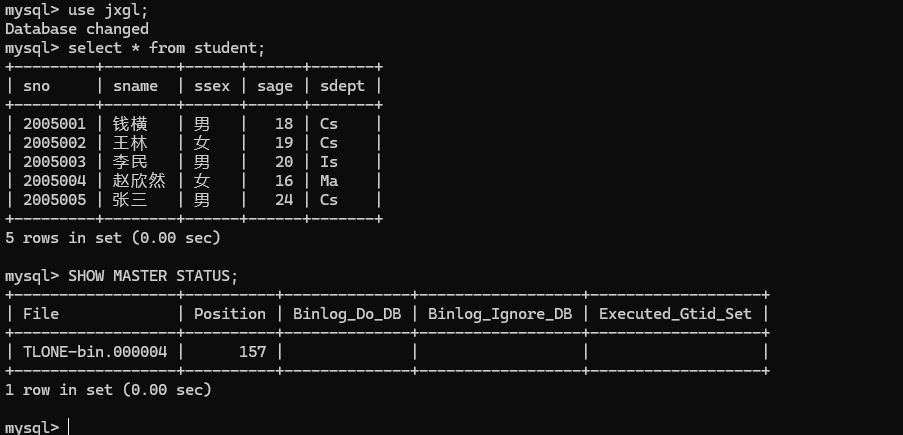 mysql> use jxgl;
Database changed
mysql> select * from student;
+---------+--------+------+------+-------+
| sno     | sname  | ssex | sage | sdept |
+---------+--------+------+------+-------+
| 2005001 | 钱横   | 男   |   18 | Cs    |
| 2005002 | 王林   | 女   |   19 | Cs    |
| 2005003 | 李民   | 男   |   20 | Is    |
| 2005004 | 赵欣然 | 女   |   16 | Ma    |
| 2005005 | 张三   | 男   |   24 | Cs    |
+---------+--------+------+------+-------+
5 rows in set (0.00 sec)
mysql> SHOW MASTER STATUS;
+------------------+----------+--------------+------------------+-------------------+
| File             | Position | Binlog_Do_DB | Binlog_Ignore_DB | Executed_Gtid_Set |
+------------------+----------+--------------+------------------+-------------------+
| TLONE-bin.000004 |      157 |              |                  |                   |
+------------------+----------+--------------+------------------+-------------------+
1 row in set (0.00 sec)
mysql>